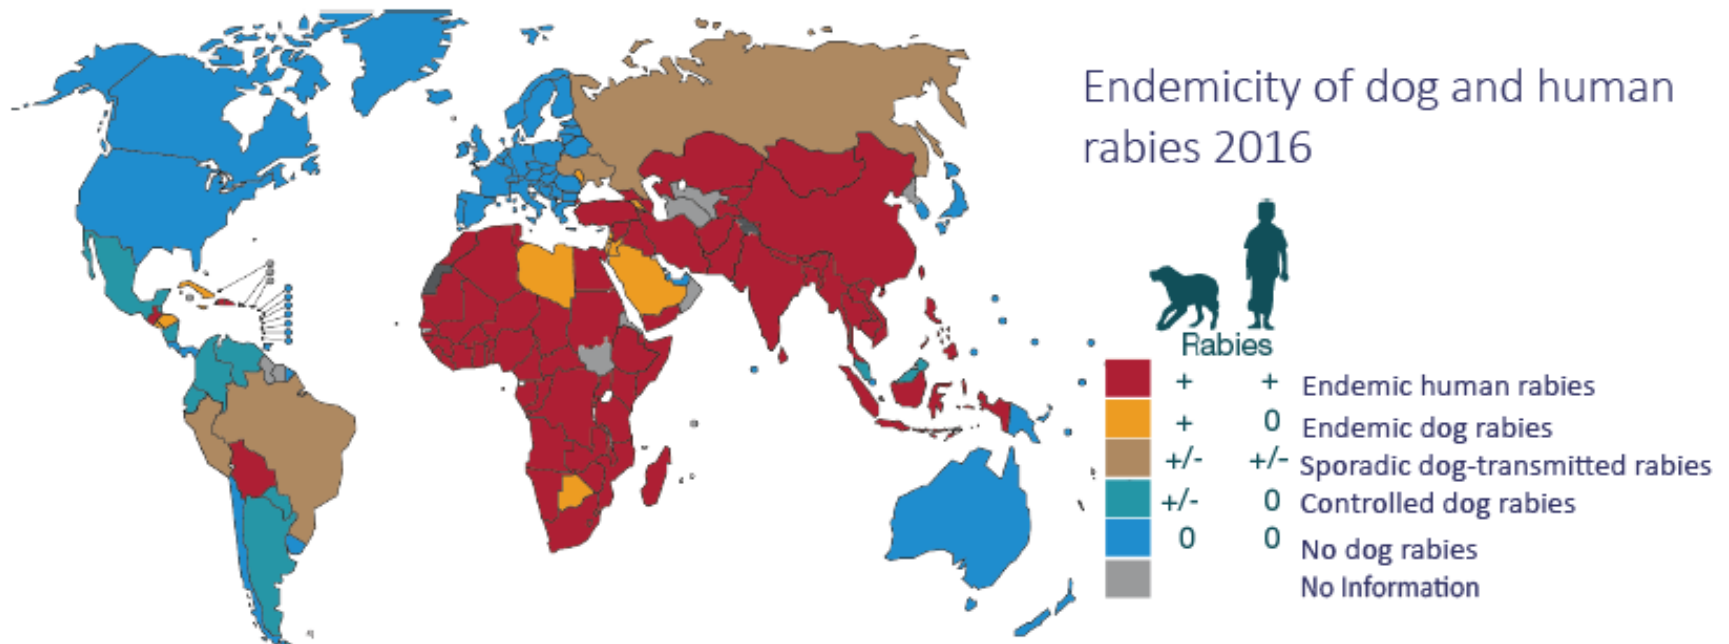 Endemicity of dog and human
rabies 2016
Rabies
+ + Endemic human rabies
+ 0 Endemic dog rabies
+/- +/- Sporadic dog-transmitted rabies
+/- 0 Controlled dog rabies
0 0 No dog rabies
No Information